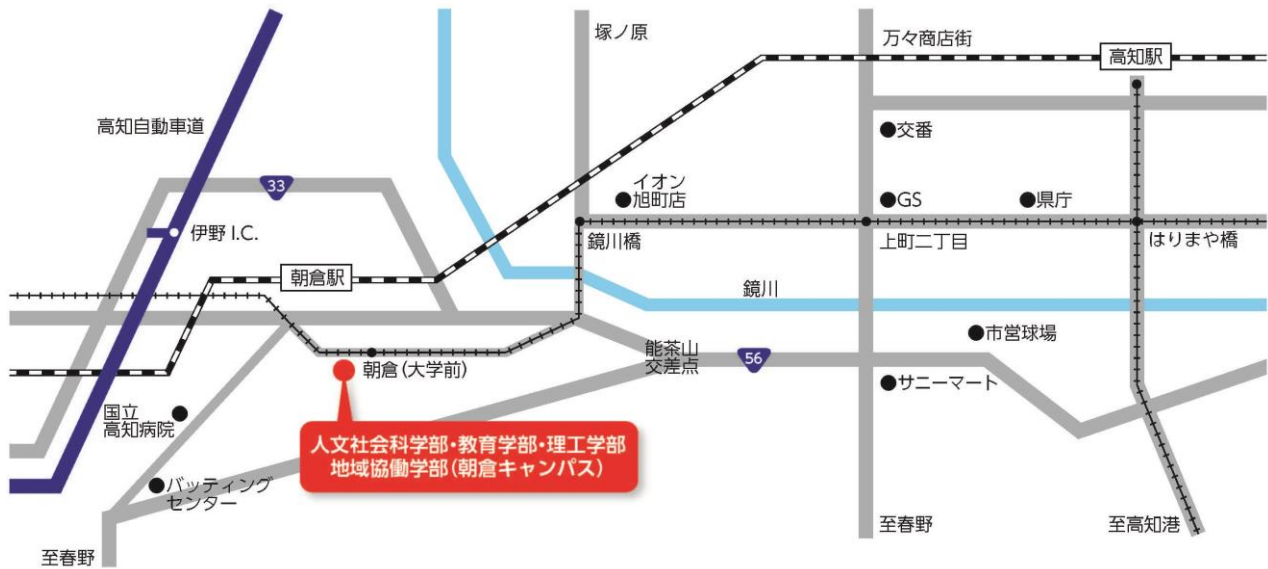 塚ノ原
万々商店街
高知駅
高知自動車道
交番
33
イオン
旭町店
GS
県庁
伊野 I.C.
鏡川橋
上町二丁目
はりまや橋
朝倉駅
鏡川
市営球場
能茶山
交差点
56
朝倉（大学前）
サニーマート
国立
高知病院
人文社会科学部・教育学部・理工学部
地域協働学部（朝倉キャンパス）
バッティング
センター
至春野
至高知港
至春野